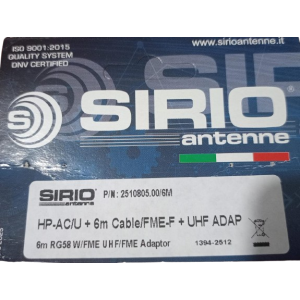 ISO 9001:2015
QUALITY SYSTEM
DNV CERTIFIED
www.sirioantenne.it
SIRIO
antenne
SIRIO
antenne
P/N: 2510805.00/6M
HP-AC/U + 6m Cable/FME-F + UHF ADAP
6m RG58 W/FME UHF/FME Adaptor
1394-2512